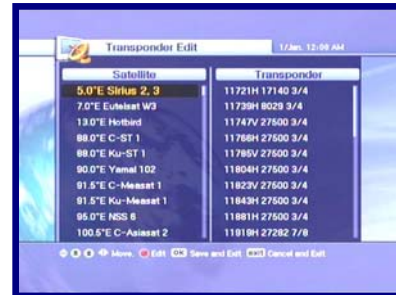 Transponder Edit
1/Jan. 12:08 AM
Satellite
Transponder
5.0°E Sirius 2, 3
11721H 17140 3/4
7.0°E Eutelsat W3
11739H 8029 3/4
13.0°E Hotbird
11747V 27500 3/4
88.0°E C-ST 1
11766H 27500 3/4
88.0°E Ku-ST 1
11785V 27500 3/4
90.0°E Yamal 102
11804H 27500 3/4
91.5°E C-Measat 1
11823V 27500 3/4
91.5°E Ku-Measat 1
11843H 27500 3/4
95.0°E NSS 6
11881H 27500 3/4
100.5°E C-Asiasat 2
11919H 27282 7/8
Move, Edit OK Save and Exit exit Cancel and Exit